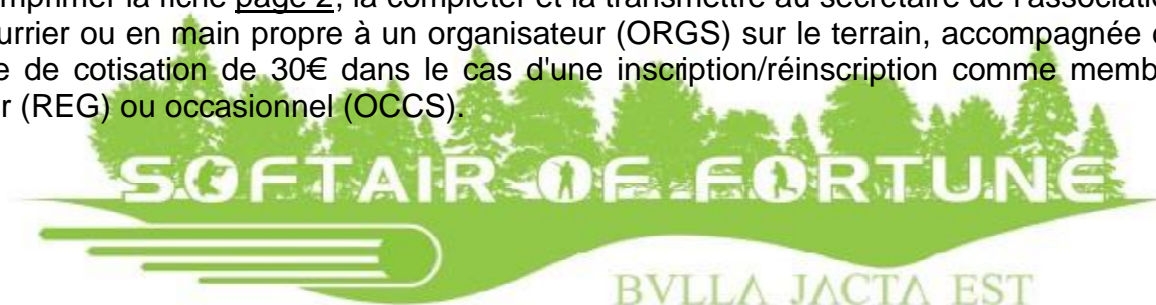 mprimer la fiche page 2, la compléter et la transmettre au secrétaire de l'association
urrier ou en main propre à un organisateur (ORGS) sur le terrain, accompagnée
e de cotisation de 30€ dans le cas d'une inscription/réinscription comme memb
r (REG) ou occasionnel (OCCS).
SOFTAIR OF FORTUNE
BVLLA JACTA EST